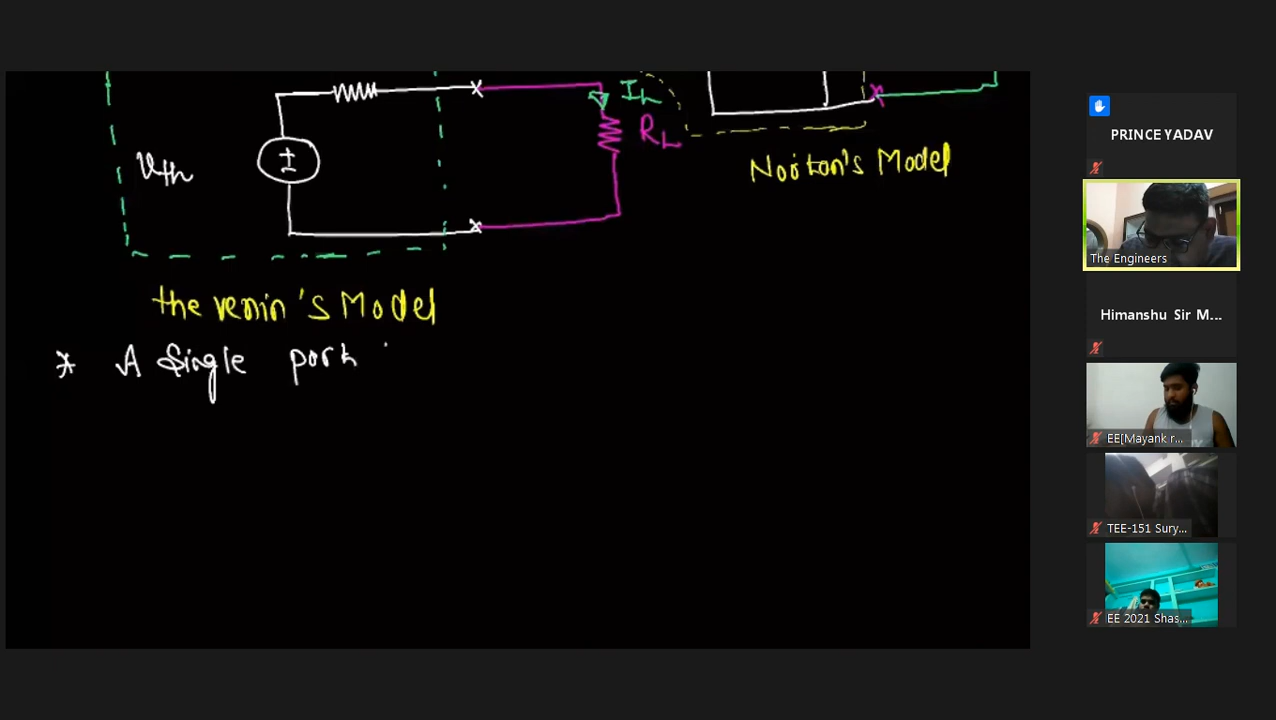 I_L
R_L
Norton's Model
V_th
the venin's Model
* A Single port
PRINCE YADAV
The Engineers
Himanshu Sir M...
EE[Mayank r...
TEE-151 Sury...
EE 2021 Shas...